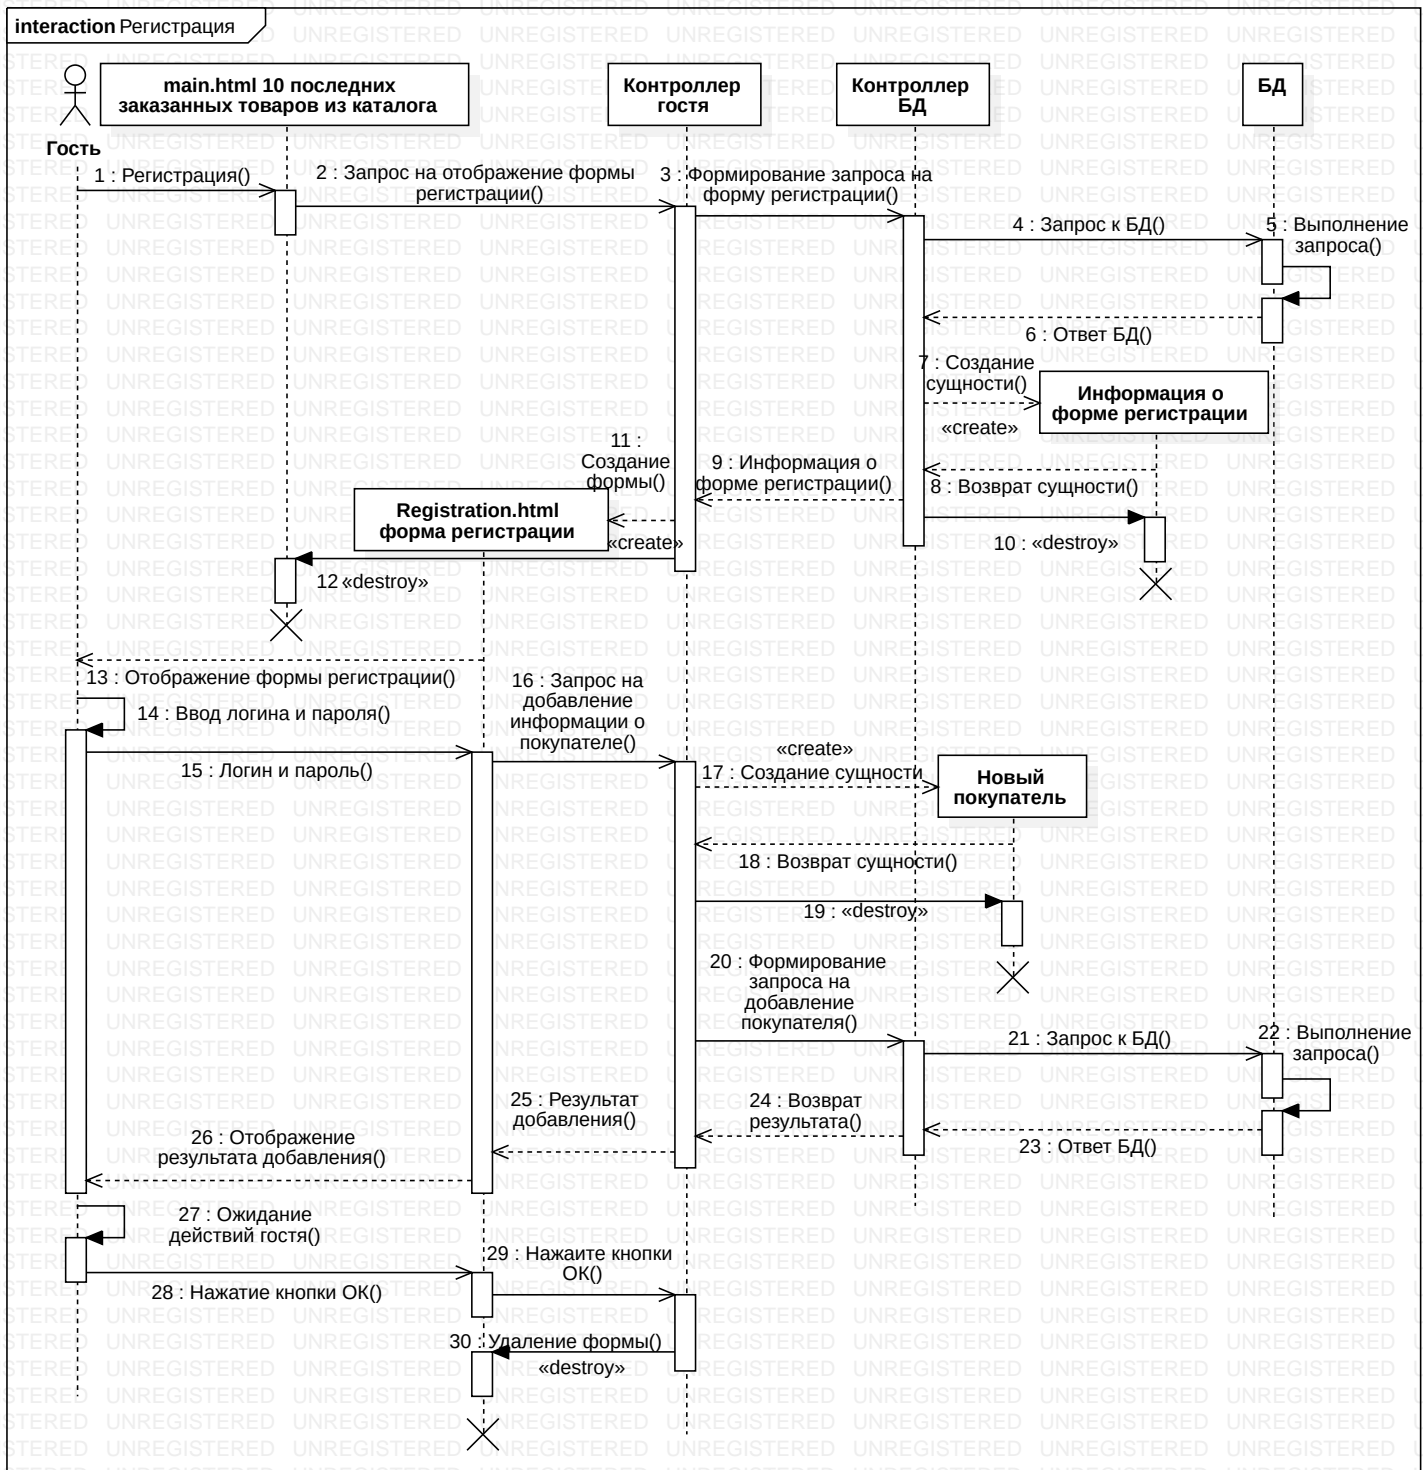 interaction Регистрация
main.html 10 последних
заказанных товаров из каталога
Контроллер
гостя
Контроллер
БД
БД
Гость
1 : Регистрация()
2 : Запрос на отображение формы
регистрации()
3 : Формирование запроса на
форму регистрации()
4 : Запрос к БД()
5 : Выполнение
запроса()
6 : Ответ БД()
7 : Создание
сущности()
«create»
Информация о
форме регистрации
8 : Возврат сущности()
9 : Информация о
форме регистрации()
10 : «destroy»
11 :
Создание
формы()
«create»
Registration.html
форма регистрации
12 «destroy»
13 : Отображение формы регистрации()
14 : Ввод логина и пароля()
15 : Логин и пароль()
16 : Запрос на
добавление
информации о
покупателе()
«create»
17 : Создание сущности
Новый
покупатель
18 : Возврат сущности()
19 : «destroy»
20 : Формирование
запроса на
добавление
покупателя()
21 : Запрос к БД()
22 : Выполнение
запроса()
23 : Ответ БД()
24 : Возврат
результата()
25 : Результат
добавления()
26 : Отображение
результата добавления()
27 : Ожидание
действий гостя()
28 : Нажатие кнопки ОК()
29 : Нажаите кнопки
ОК()
30 : Удаление формы()
«destroy»
UNREGISTERED